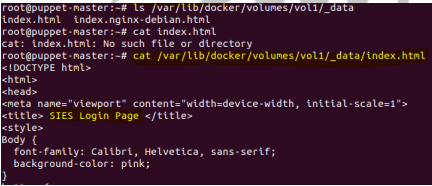 root@puppet-master:~# ls /var/lib/docker/volumes/vol1/_data
index.html  index.nginx-debian.html
root@puppet-master:~# cat index.html
cat: index.html: No such file or directory
root@puppet-master:~# cat /var/lib/docker/volumes/vol1/_data/index.html
<!DOCTYPE html>
<html>
<head>
<meta name="viewport" content="width=device-width, initial-scale=1">
<title> SIES Login Page </title>
<style>
Body {
  font-family: Calibri, Helvetica, sans-serif;
  background-color: pink;
}